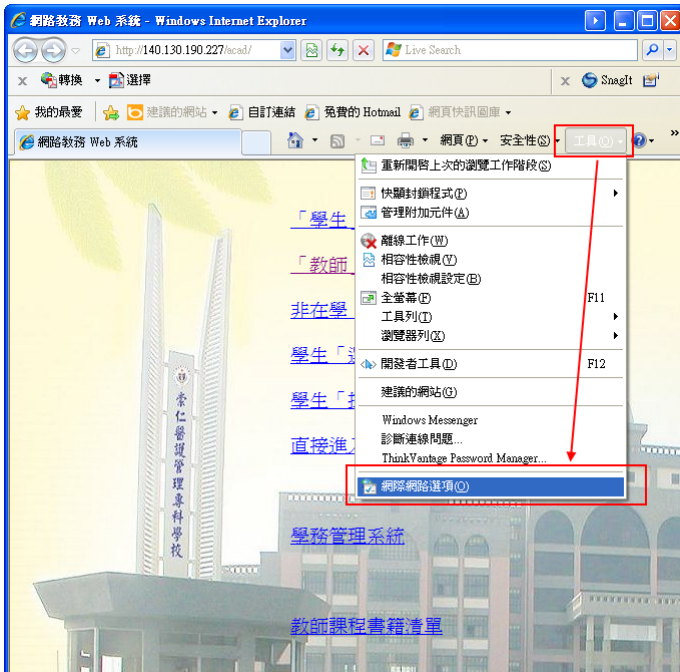 網路教務 Web 系統 - Windows Internet Explorer
http://140.130.190.227/acad/
Live Search
轉換
選擇
SnagIt
我的最愛
建議的網站
自訂連結
免費的 Hotmail
網頁快訊圖庫
網路教務 Web 系統
網頁(P)
安全性(S)
工具(O)
重新開啓上次的瀏覽工作階段(S)
快顯封鎖程式(P)
管理附加元件(A)
離線工作(W)
相容性檢視(V)
相容性檢視設定(B)
全螢幕(F) F11
工具列(T)
瀏覽器列(X)
開發者工具(D) F12
建議的網站(G)
Windows Messenger
診斷連線問題...
ThinkVantage Password Manager...
網際網路選項(O)
「學生
「教師
非在學
學生「
學生「
直接進
學務管理系統
教師課程書籍清單
崇仁醫護管理專科學校